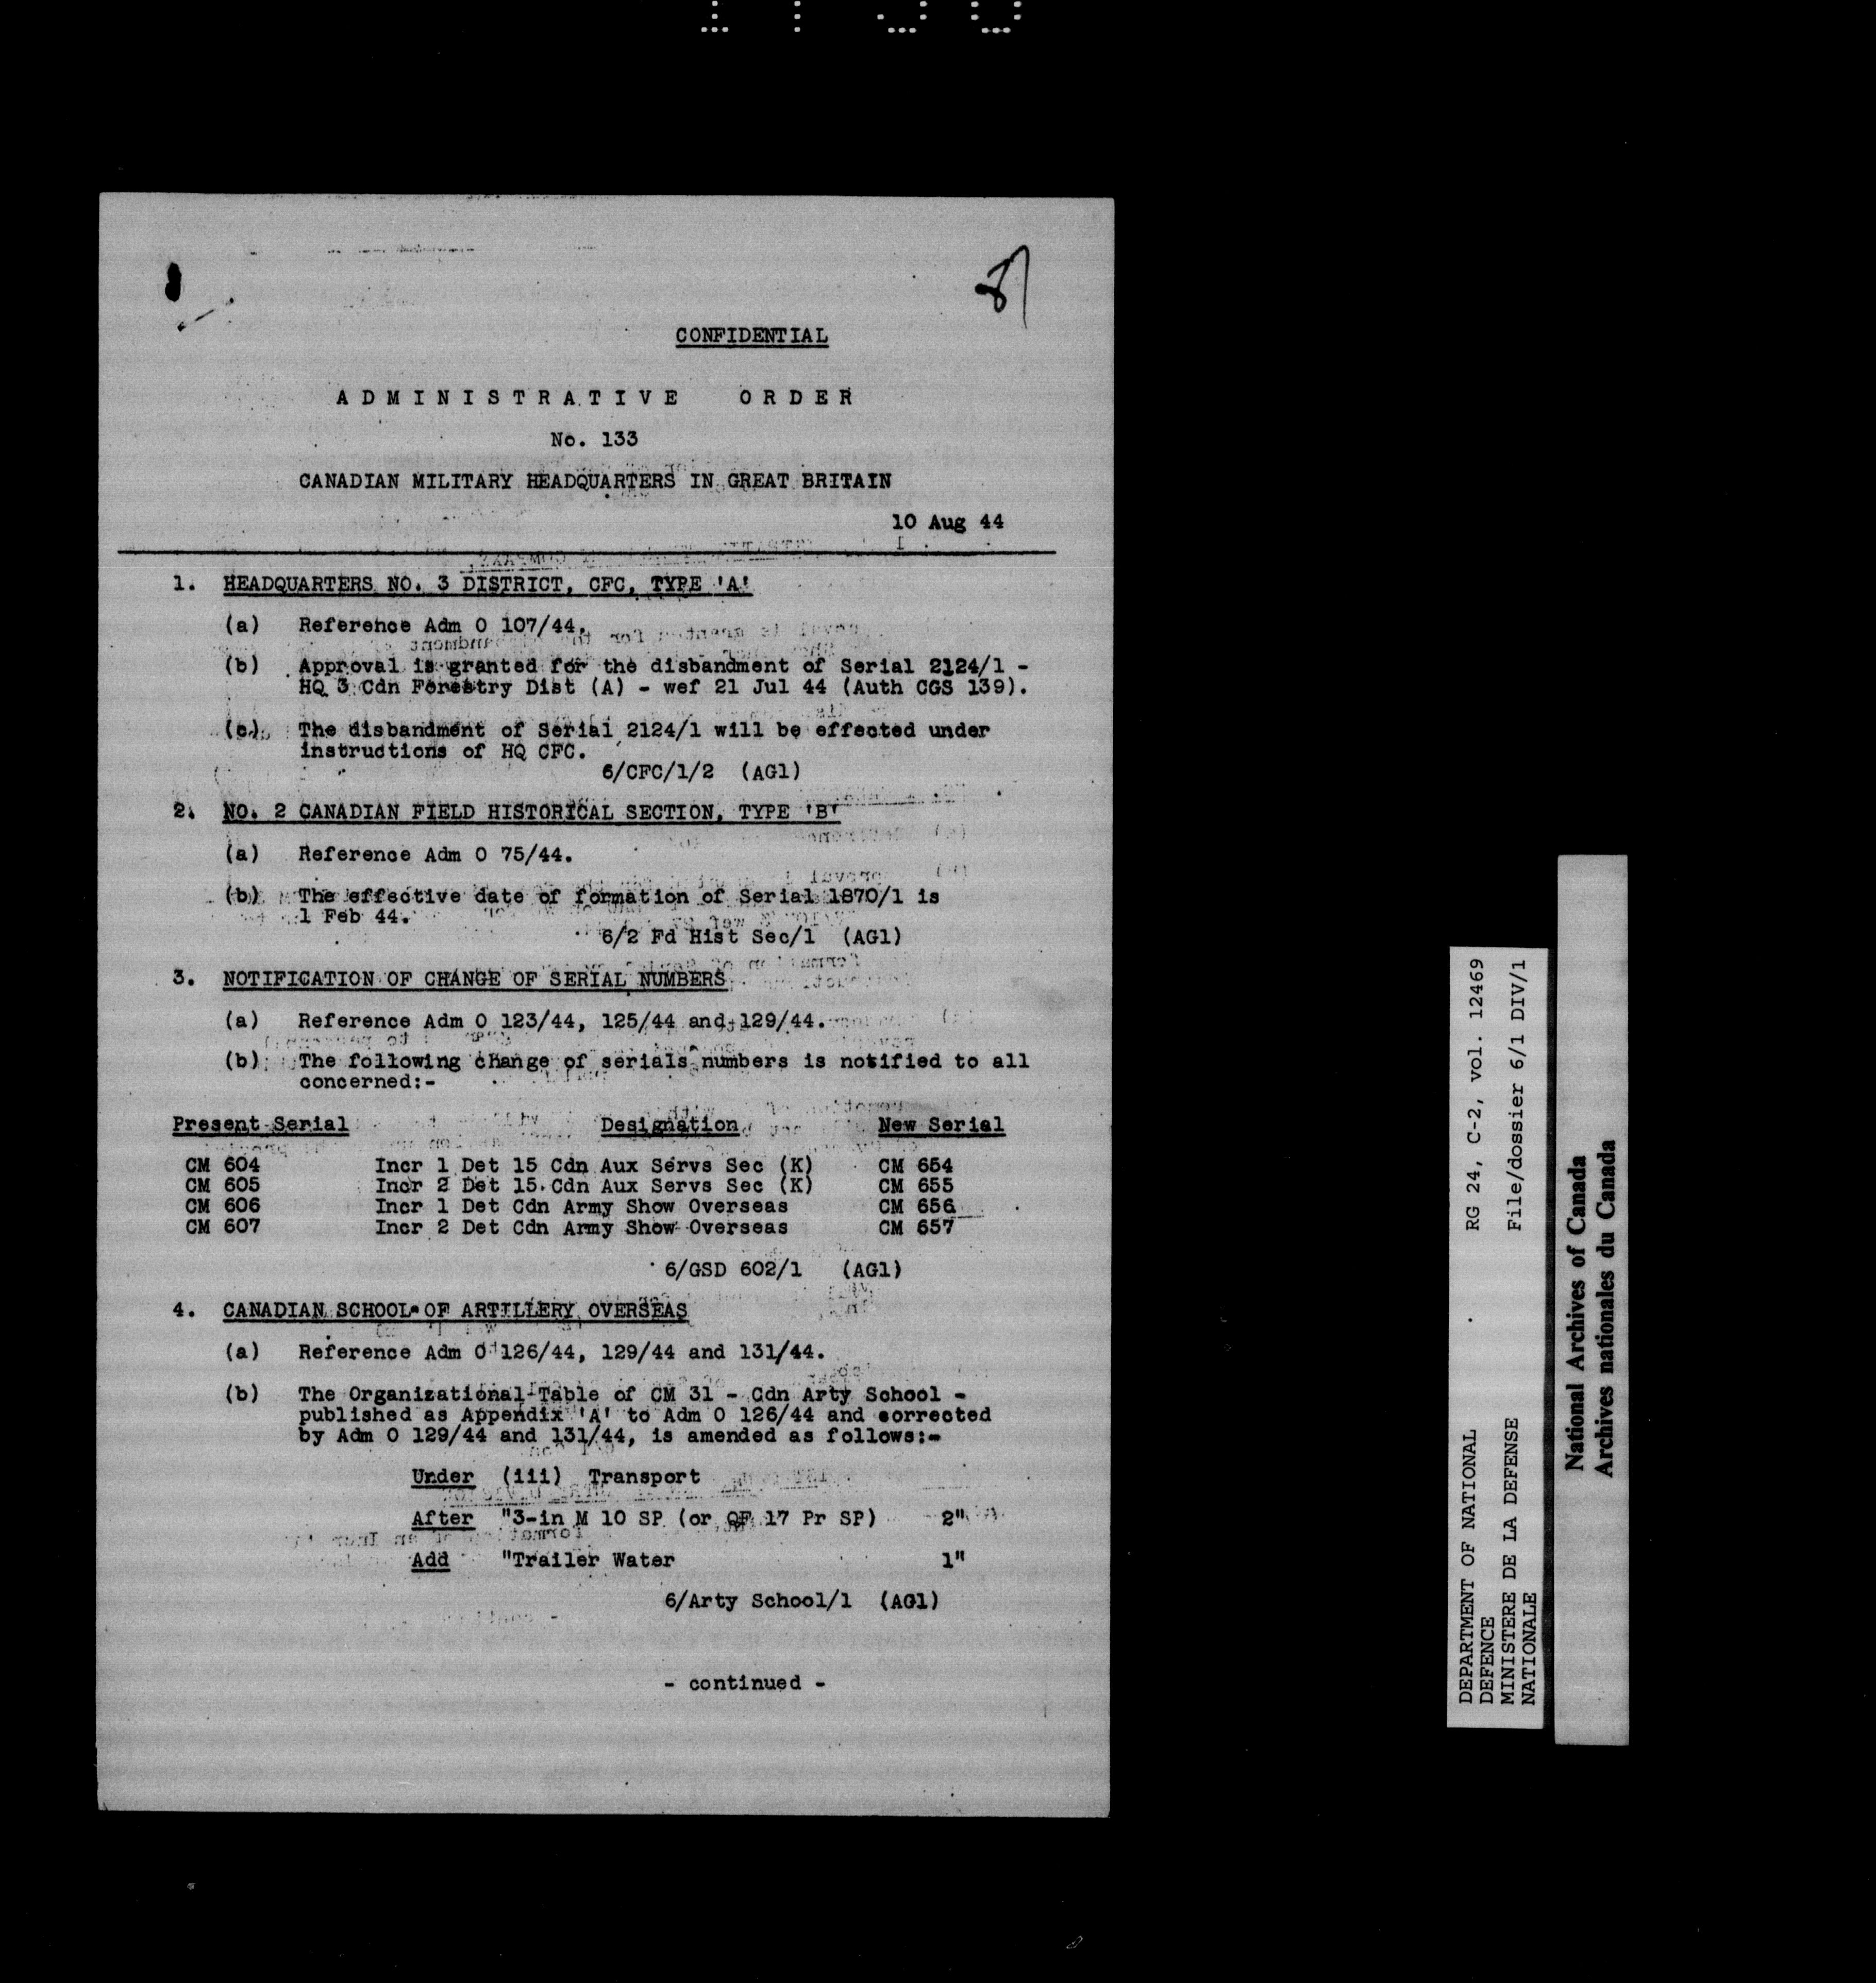 CONFIDENTIAL
ADMINISTRATIVE ORDER
No. 133
CANADIAN MILITARY HEADQUARTERS IN GREAT BRITAIN
10 Aug 44
1. HEADQUARTERS NO. 3 DISTRICT, CFC, TYPE 'A'
(a) Reference Adm O 107/44.
(b) Approval is granted for the disbandment of Serial 2124/1 -
HQ 3 Cdn Forestry Dist (A) - wef 21 Jul 44 (Auth CGS 139).
(c) The disbandment of Serial 2124/1 will be effected under
instructions of HQ CFC.
6/CFC/1/2 (AG1)
2. NO. 2 CANADIAN FIELD HISTORICAL SECTION, TYPE 'B'
(a) Reference Adm O 75/44.
(b) The effective date of formation of Serial 1870/1 is
1 Feb 44.
6/2 Fd Hist Sec/1 (AG1)
3. NOTIFICATION OF CHANGE OF SERIAL NUMBERS
(a) Reference Adm O 123/44, 125/44 and 129/44.
(b) The following change of serials numbers is notified to all
concerned:-
Present Serial Designation New Serial
CM 604 Incr 1 Det 15 Cdn Aux Servs Sec (K) CM 654
CM 605 Incr 2 Det 15 Cdn Aux Servs Sec (K) CM 655
CM 606 Incr 1 Det Cdn Army Show Overseas CM 656
CM 607 Incr 2 Det Cdn Army Show Overseas CM 657
6/GSD 602/1 (AG1)
4. CANADIAN SCHOOL OF ARTILLERY OVERSEAS
(a) Reference Adm O 126/44, 129/44 and 131/44.
(b) The Organizational Table of CM 31 - Cdn Arty School -
published as Appendix 'A' to Adm O 126/44 and corrected
by Adm O 129/44 and 131/44, is amended as follows:-
Under (iii) Transport
After "3-in M 10 SP (or QF 17 Pr SP) 2"
Add "Trailer Water 1"
6/Arty School/1 (AG1)
- continued -
DEPARTMENT OF NATIONAL RG 24, C-2, vol. 12469
DEFENCE
MINISTERE DE LA DEFENSE File/dossier 6/1 DIV/1
NATIONALE
National Archives of Canada
Archives nationales du Canada